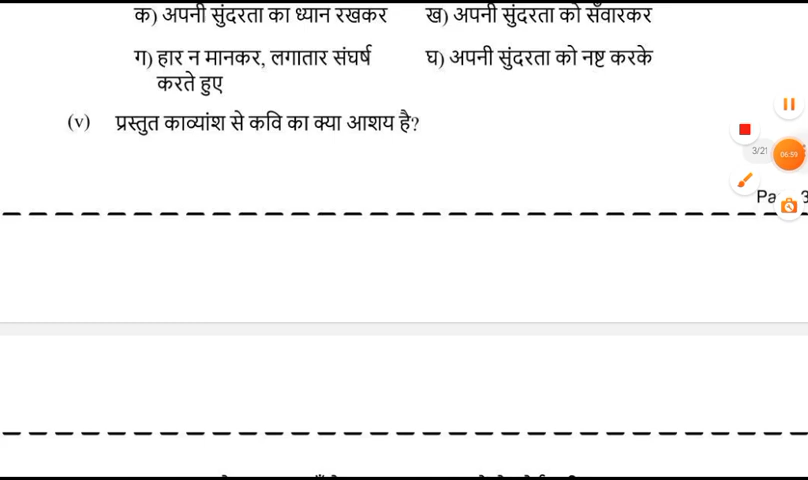 क) अपनी सुंदरता का ध्यान रखकर ख) अपनी सुंदरता को सँवारकर
ग) हार न मानकर, लगातार संघर्ष करते हुए घ) अपनी सुंदरता को नष्ट करके
(v) प्रस्तुत काव्यांश से कवि का क्या आशय है?
3/21
06:59
Pa 3